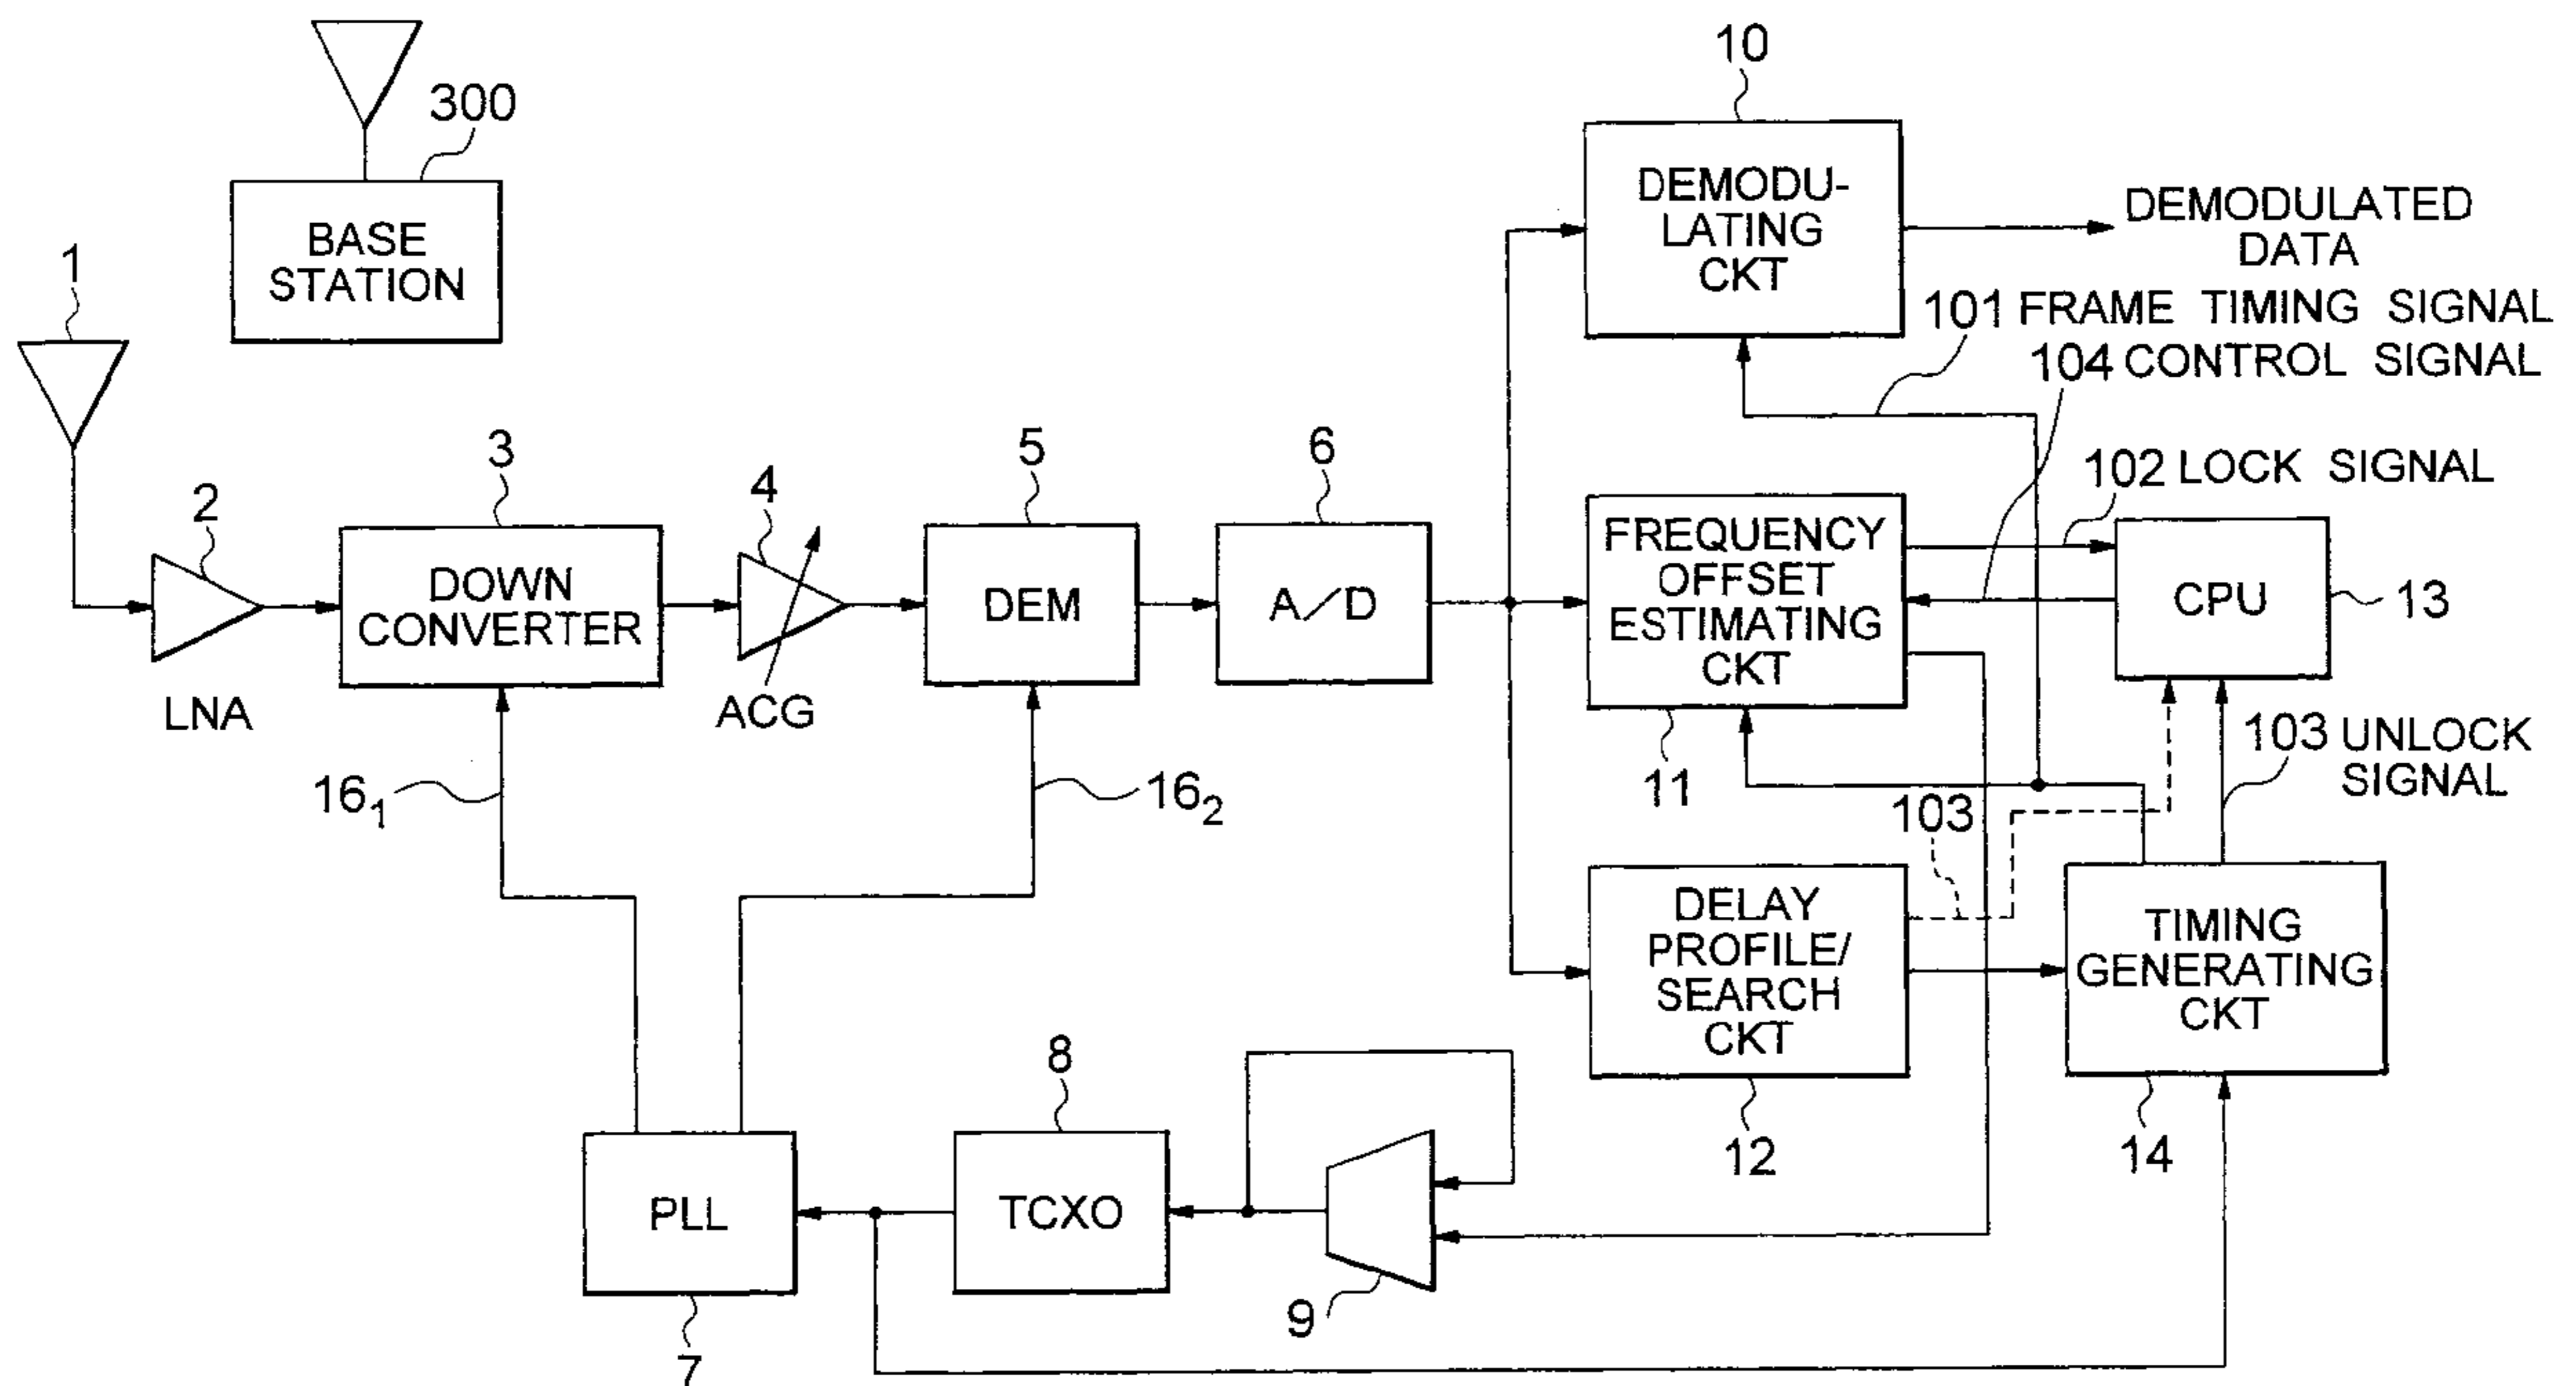 300
BASE
STATION
1
2
LNA
3
DOWN
CONVERTER
4
ACG
5
DEM
6
A/D
10
DEMODU-
LATING
CKT
DEMODULATED
DATA
101 FRAME TIMING SIGNAL
104 CONTROL SIGNAL
102 LOCK SIGNAL
FREQUENCY
OFFSET
ESTIMATING
CKT
11
CPU
13
103 UNLOCK
SIGNAL
103
16₁
16₂
DELAY
PROFILE/
SEARCH
CKT
12
TIMING
GENERATING
CKT
14
PLL
7
8
TCXO
9